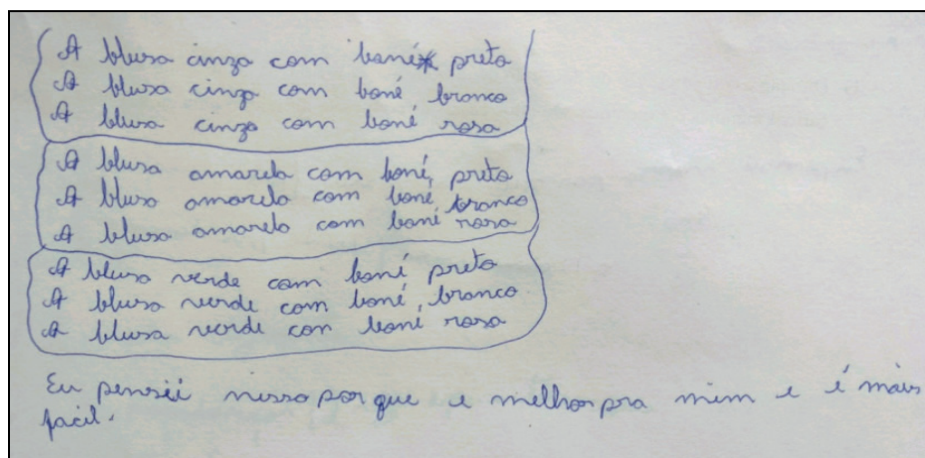 A blusa cinza com boné preto
A blusa cinza com boné branco
A blusa cinza com boné rosa
A blusa amarela com boné preto
A blusa amarela com boné branco
A blusa amarela com boné rosa
A blusa verde com boné preto
A blusa verde com boné branco
A blusa verde com boné rosa
Eu pensei nisso porque e melhor pra mim e é mais
facil.